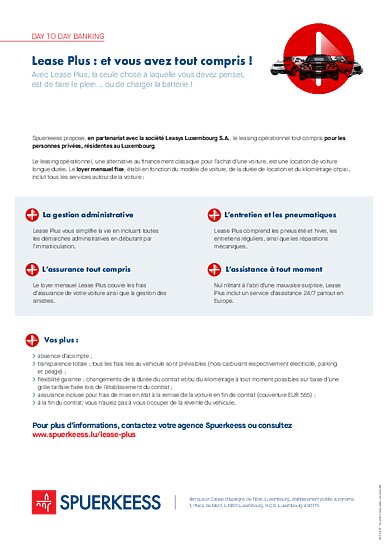 DAY TO DAY BANKING
Lease Plus : et vous avez tout compris !
Avec Lease Plus, la seule chose à laquelle vous devez penser,
est de faire le plein... ou de charger la batterie !
Spuerkeess propose, en partenariat avec la société Leasys Luxembourg S.A., le leasing opérationnel tout compris pour les
personnes privées, résidentes au Luxembourg.
Le leasing opérationnel, une alternative au financement classique pour l'achat d'une voiture, est une location de voiture
longue durée. Le loyer mensuel fixe, établi en fonction du modèle de voiture, de la durée de location et du kilométrage choisi,
inclut tous les services autour de la voiture :
La gestion administrative
Lease Plus vous simplifie la vie en incluant toutes
les démarches administratives en débutant par
l'immatriculation.
L'entretien et les pneumatiques
Lease Plus comprend les pneus été et hiver, les
entretiens réguliers, ainsi que les réparations
mécaniques.
L'assurance tout compris
Le loyer mensuel Lease Plus couvre les frais
d'assurance de votre voiture ainsi que la gestion des
sinistres.
L'assistance à tout moment
Nul n'étant à l'abri d'une mauvaise surprise, Lease
Plus inclut un service d'assistance 24/7 partout en
Europe.
Vos plus :
› absence d'acompte ;
› transparence totale : tous les frais liés au véhicule sont prévisibles (hors carburant respectivement électricité, parking
et péage) ;
› flexibilité garantie : changements de la durée du contrat et/ou du kilométrage à tout moment possibles sur base d'une
grille tarifaire fixée lors de l'établissement du contrat ;
› assurance incluse pour frais de mise en état à la remise de la voiture en fin de contrat (couverture EUR 585) ;
› à la fin du contrat, vous n'aurez pas à vous occuper de la revente du véhicule.
Pour plus d'informations, contactez votre agence Spuerkeess ou consultez
www.spuerkeess.lu/lease-plus
SPUERKEESS
Banque et Caisse d'Epargne de l'Etat, Luxembourg, établissement public autonome
1, Place de Metz, L-1930 Luxembourg, R.C.S. Luxembourg B30775